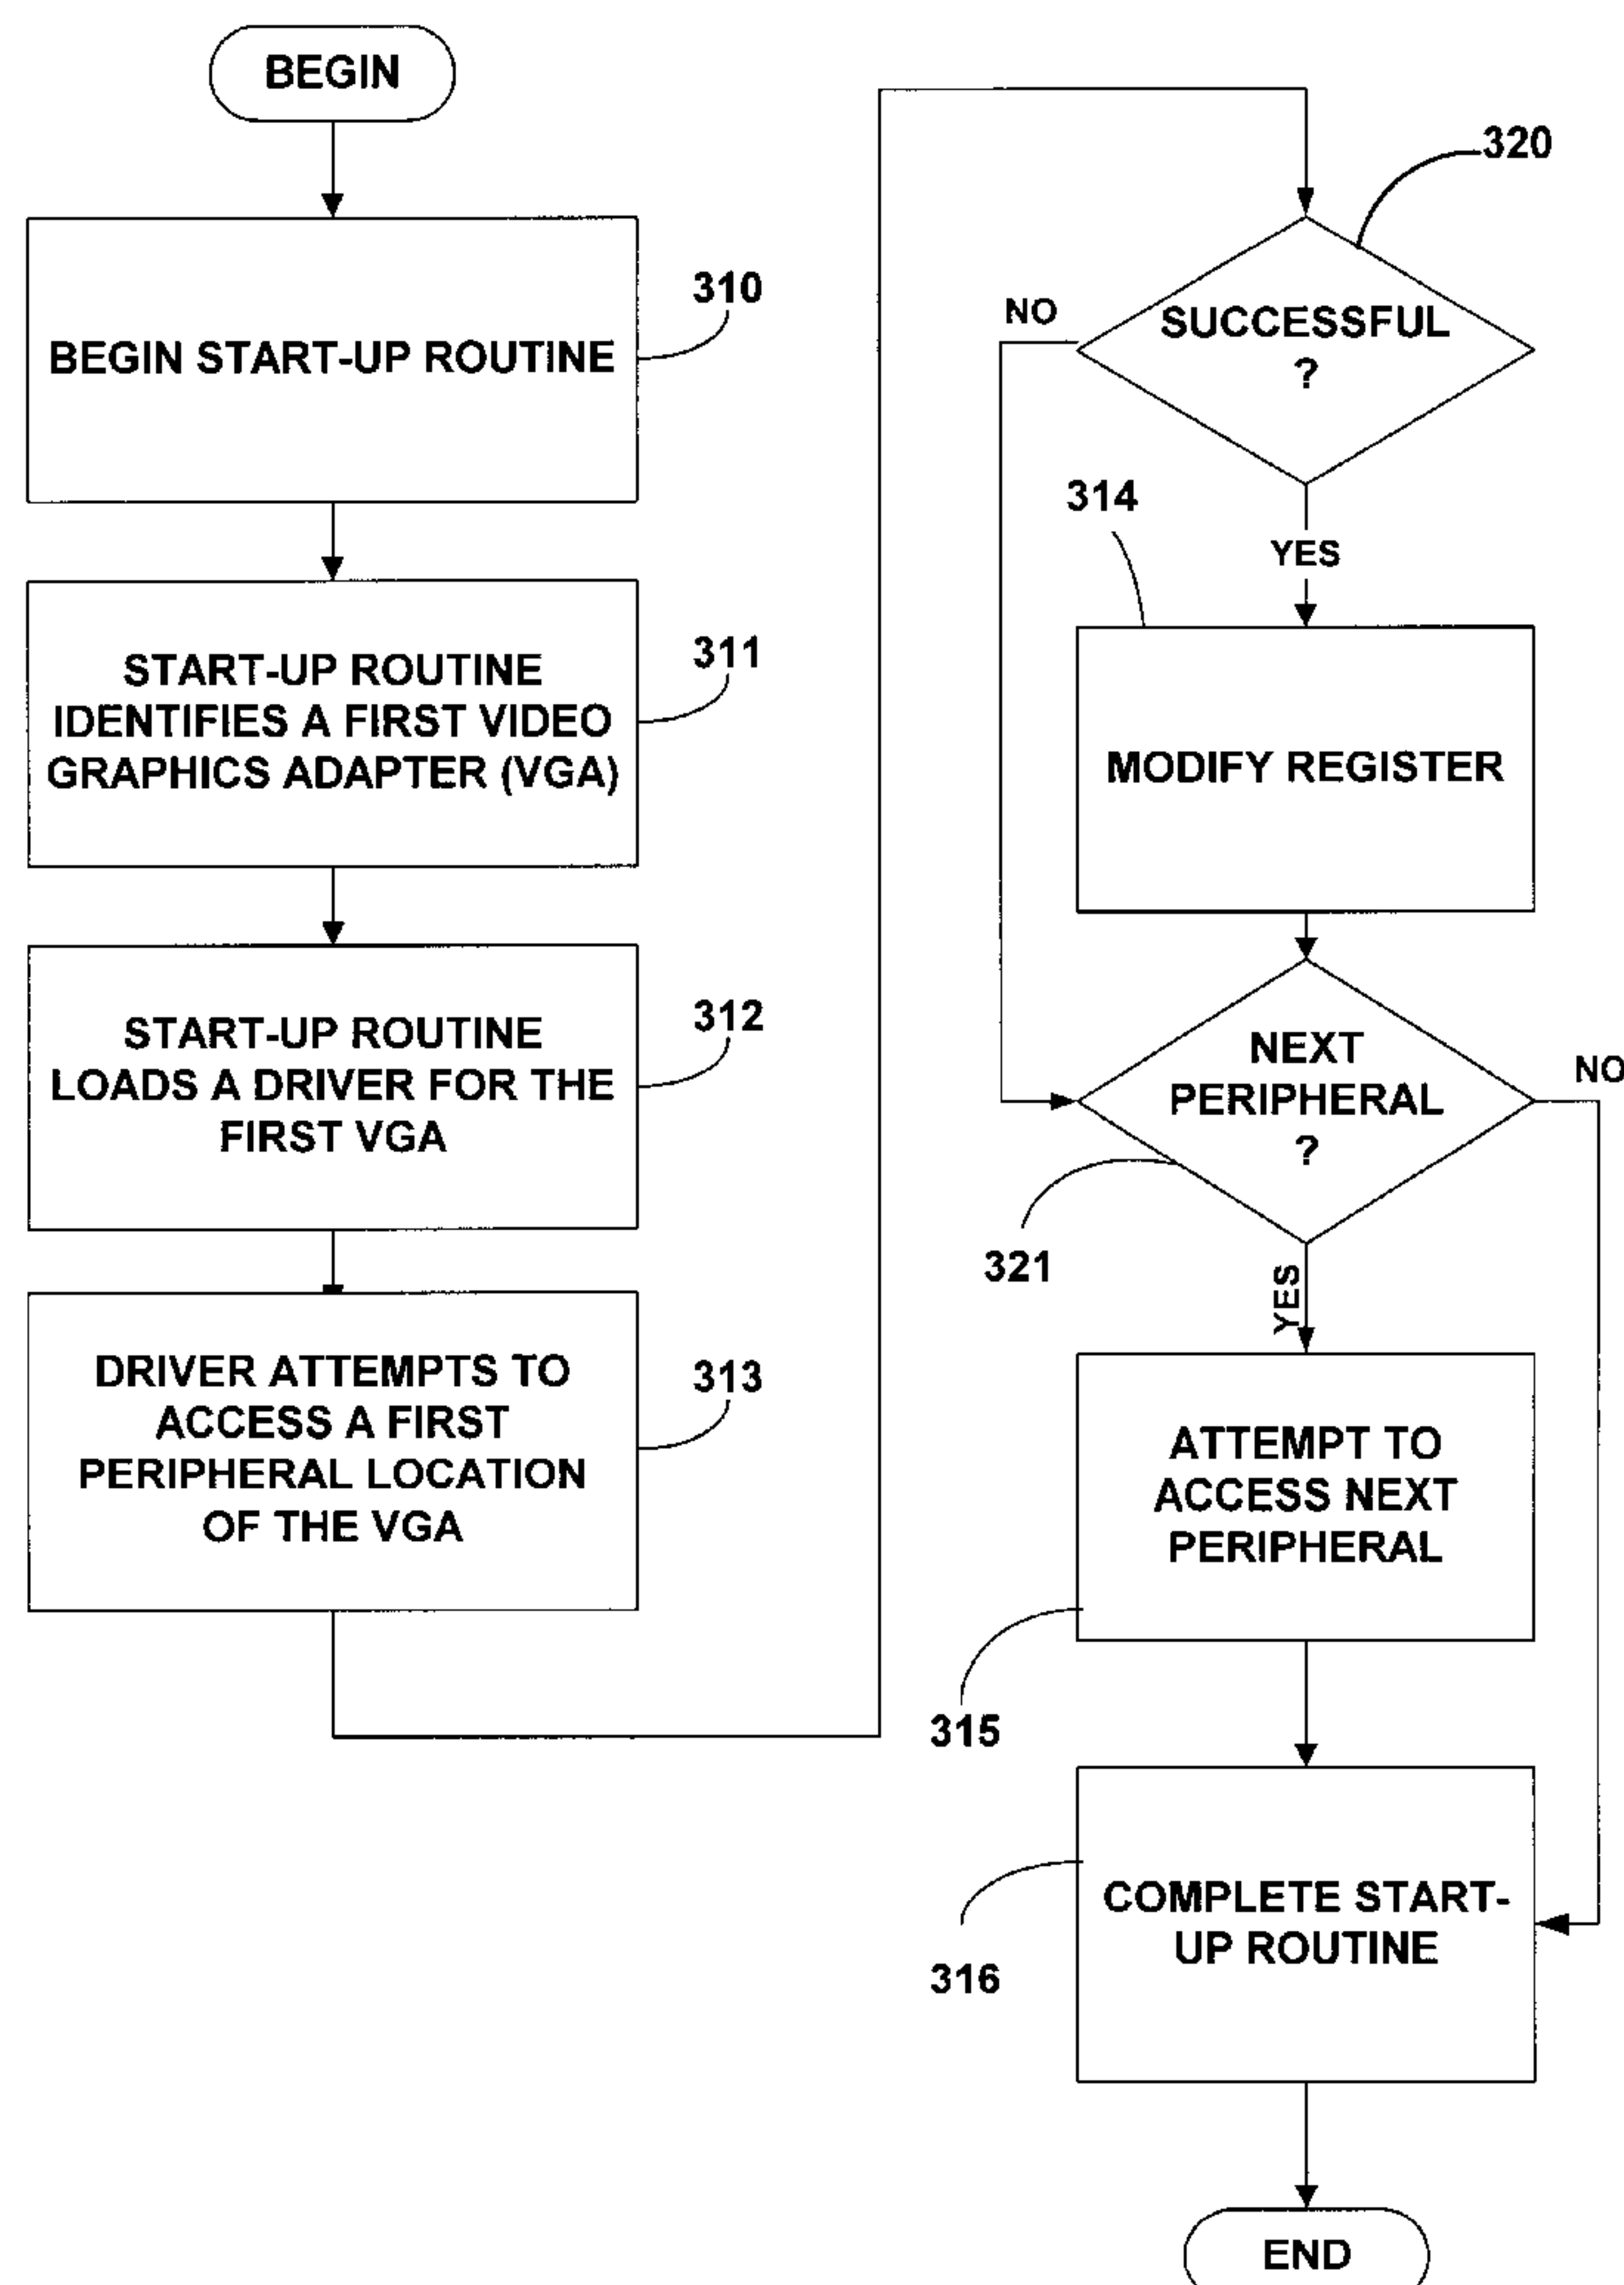 BEGIN
BEGIN START-UP ROUTINE
310
START-UP ROUTINE
IDENTIFIES A FIRST VIDEO
GRAPHICS ADAPTER (VGA)
311
START-UP ROUTINE
LOADS A DRIVER FOR THE
FIRST VGA
312
DRIVER ATTEMPTS TO
ACCESS A FIRST
PERIPHERAL LOCATION
OF THE VGA
313
320
SUCCESSFUL
?
NO
YES
314
MODIFY REGISTER
NEXT
PERIPHERAL
?
NO
321
YES
ATTEMPT TO
ACCESS NEXT
PERIPHERAL
315
COMPLETE START-
UP ROUTINE
316
END